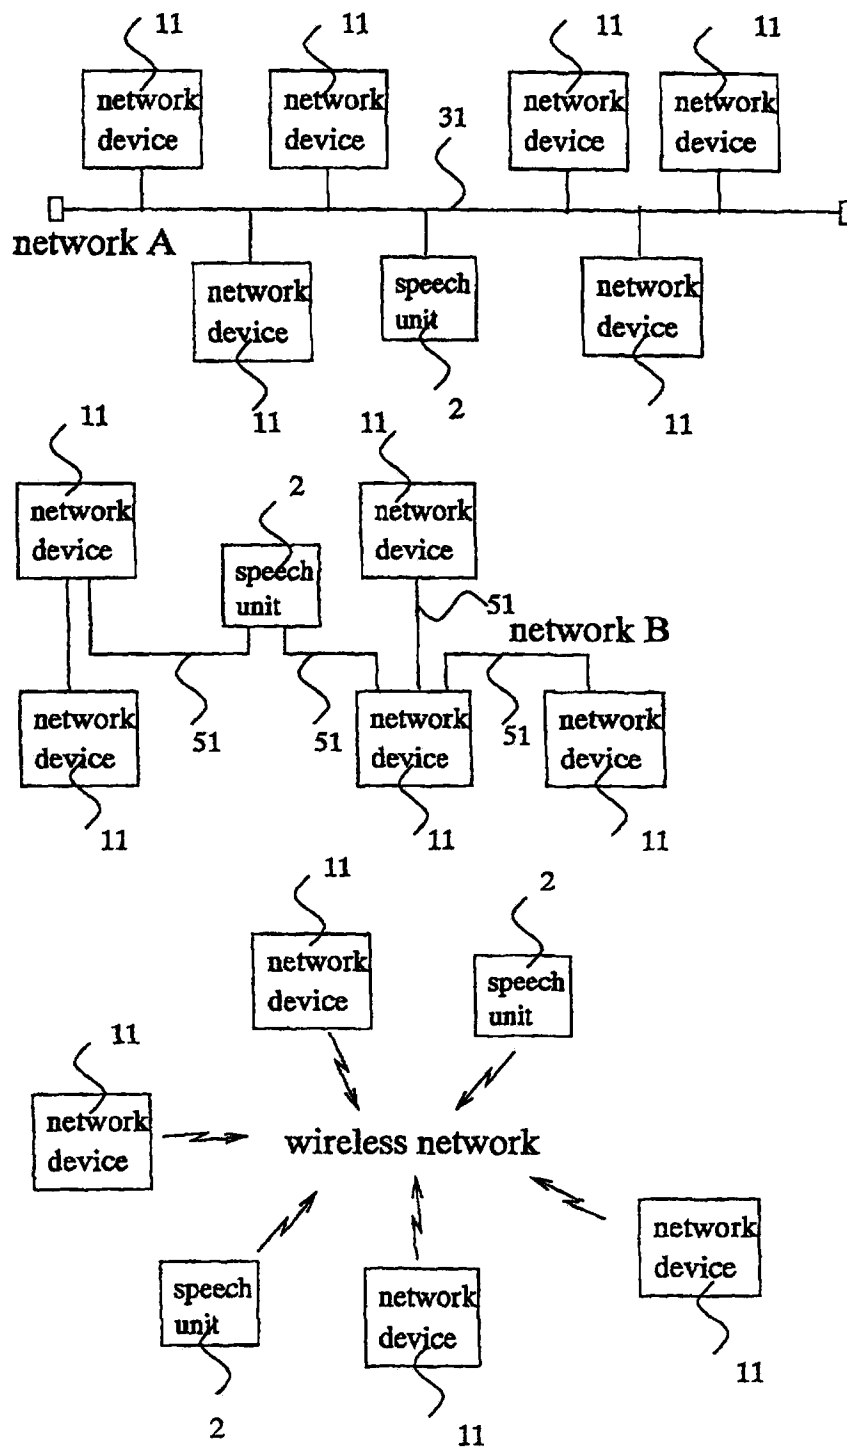 11 11 11 11
network device
network device
network device
network device
31
network A
network device
speech unit
network device
11 2 11
11 2 11
network device
speech unit
network device
51
network B
51 51 51
network device
network device
network device
11 11 11
11 2
network device
speech unit
11
network device
wireless network
network device
speech unit
network device
11
2 11